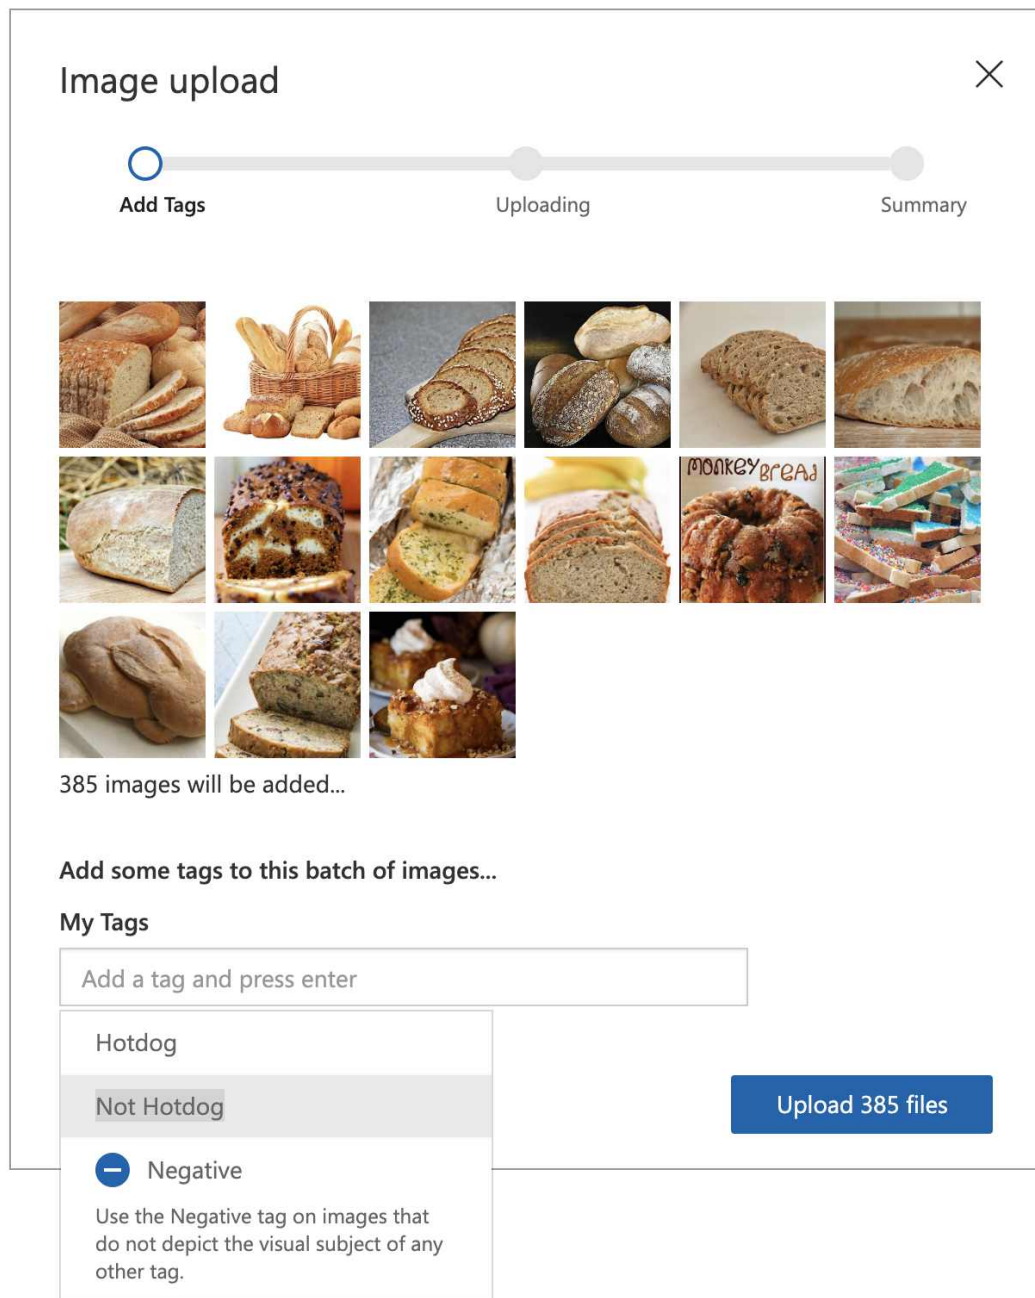 Image upload
Add Tags
Uploading
Summary
MONKEY BREAD
385 images will be added...
Add some tags to this batch of images...
My Tags
Add a tag and press enter
Hotdog
Not Hotdog
Upload 385 files
Negative
Use the Negative tag on images that
do not depict the visual subject of any
other tag.